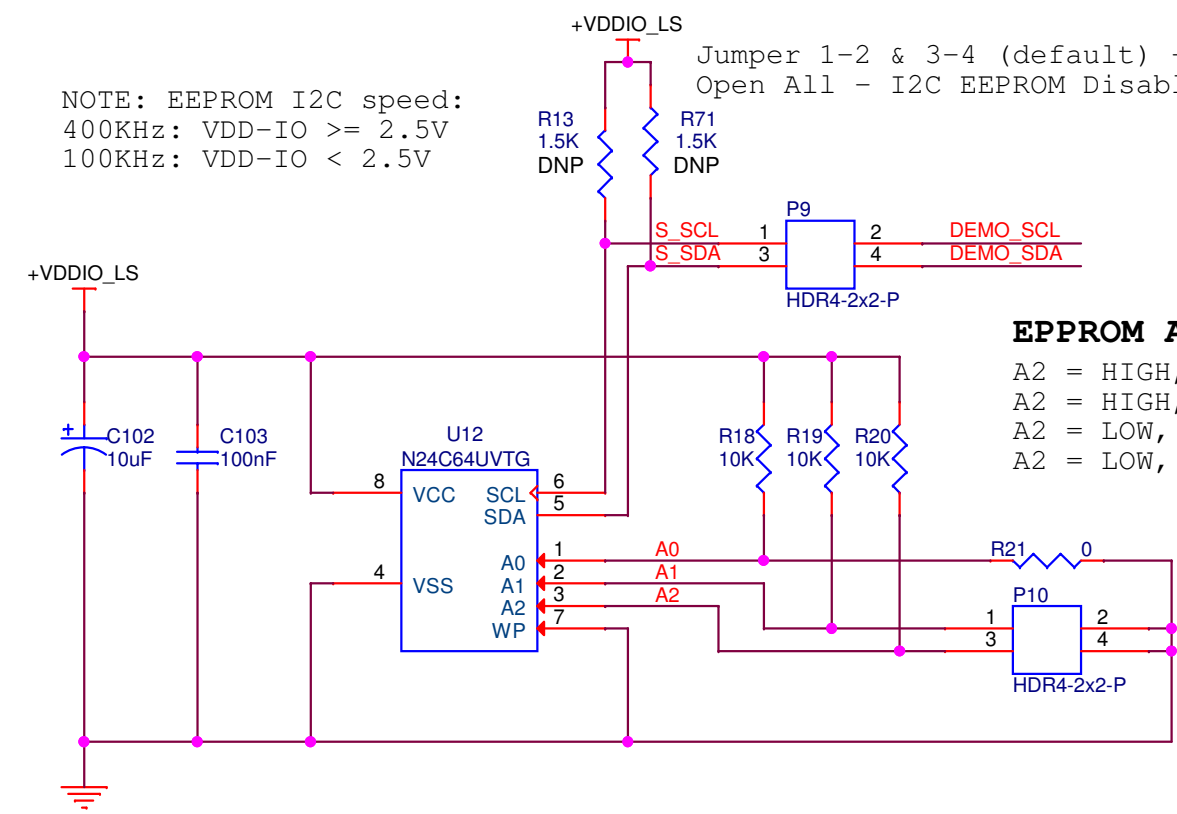 +VDDIO_LS
Jumper 1-2 & 3-4 (default) -
Open All - I2C EEPROM
NOTE: EEPROM I2C speed:
400KHz: VDD-IO >= 2.5V
100KHz: VDD-IO < 2.5V
R13
1.5K
DNP
R71
1.5K
DNP
P9
S_SCL 1 2 DEMO_SCL
S_SDA 3 4 DEMO_SDA
HDR4-2x2-P
+VDDIO_LS
EPPROM
A2 = HIGH,
A2 = HIGH,
A2 = LOW,
A2 = LOW,
+
C102
10uF
C103
100nF
U12
N24C64UVTG
R18
10K
R19
10K
R20
10K
8 VCC SCL 6
SDA 5
A0 1 A0
4 VSS A1 2 A1
A2 3 A2
WP 7
R21 0
P10
1 2
3 4
HDR4-2x2-P